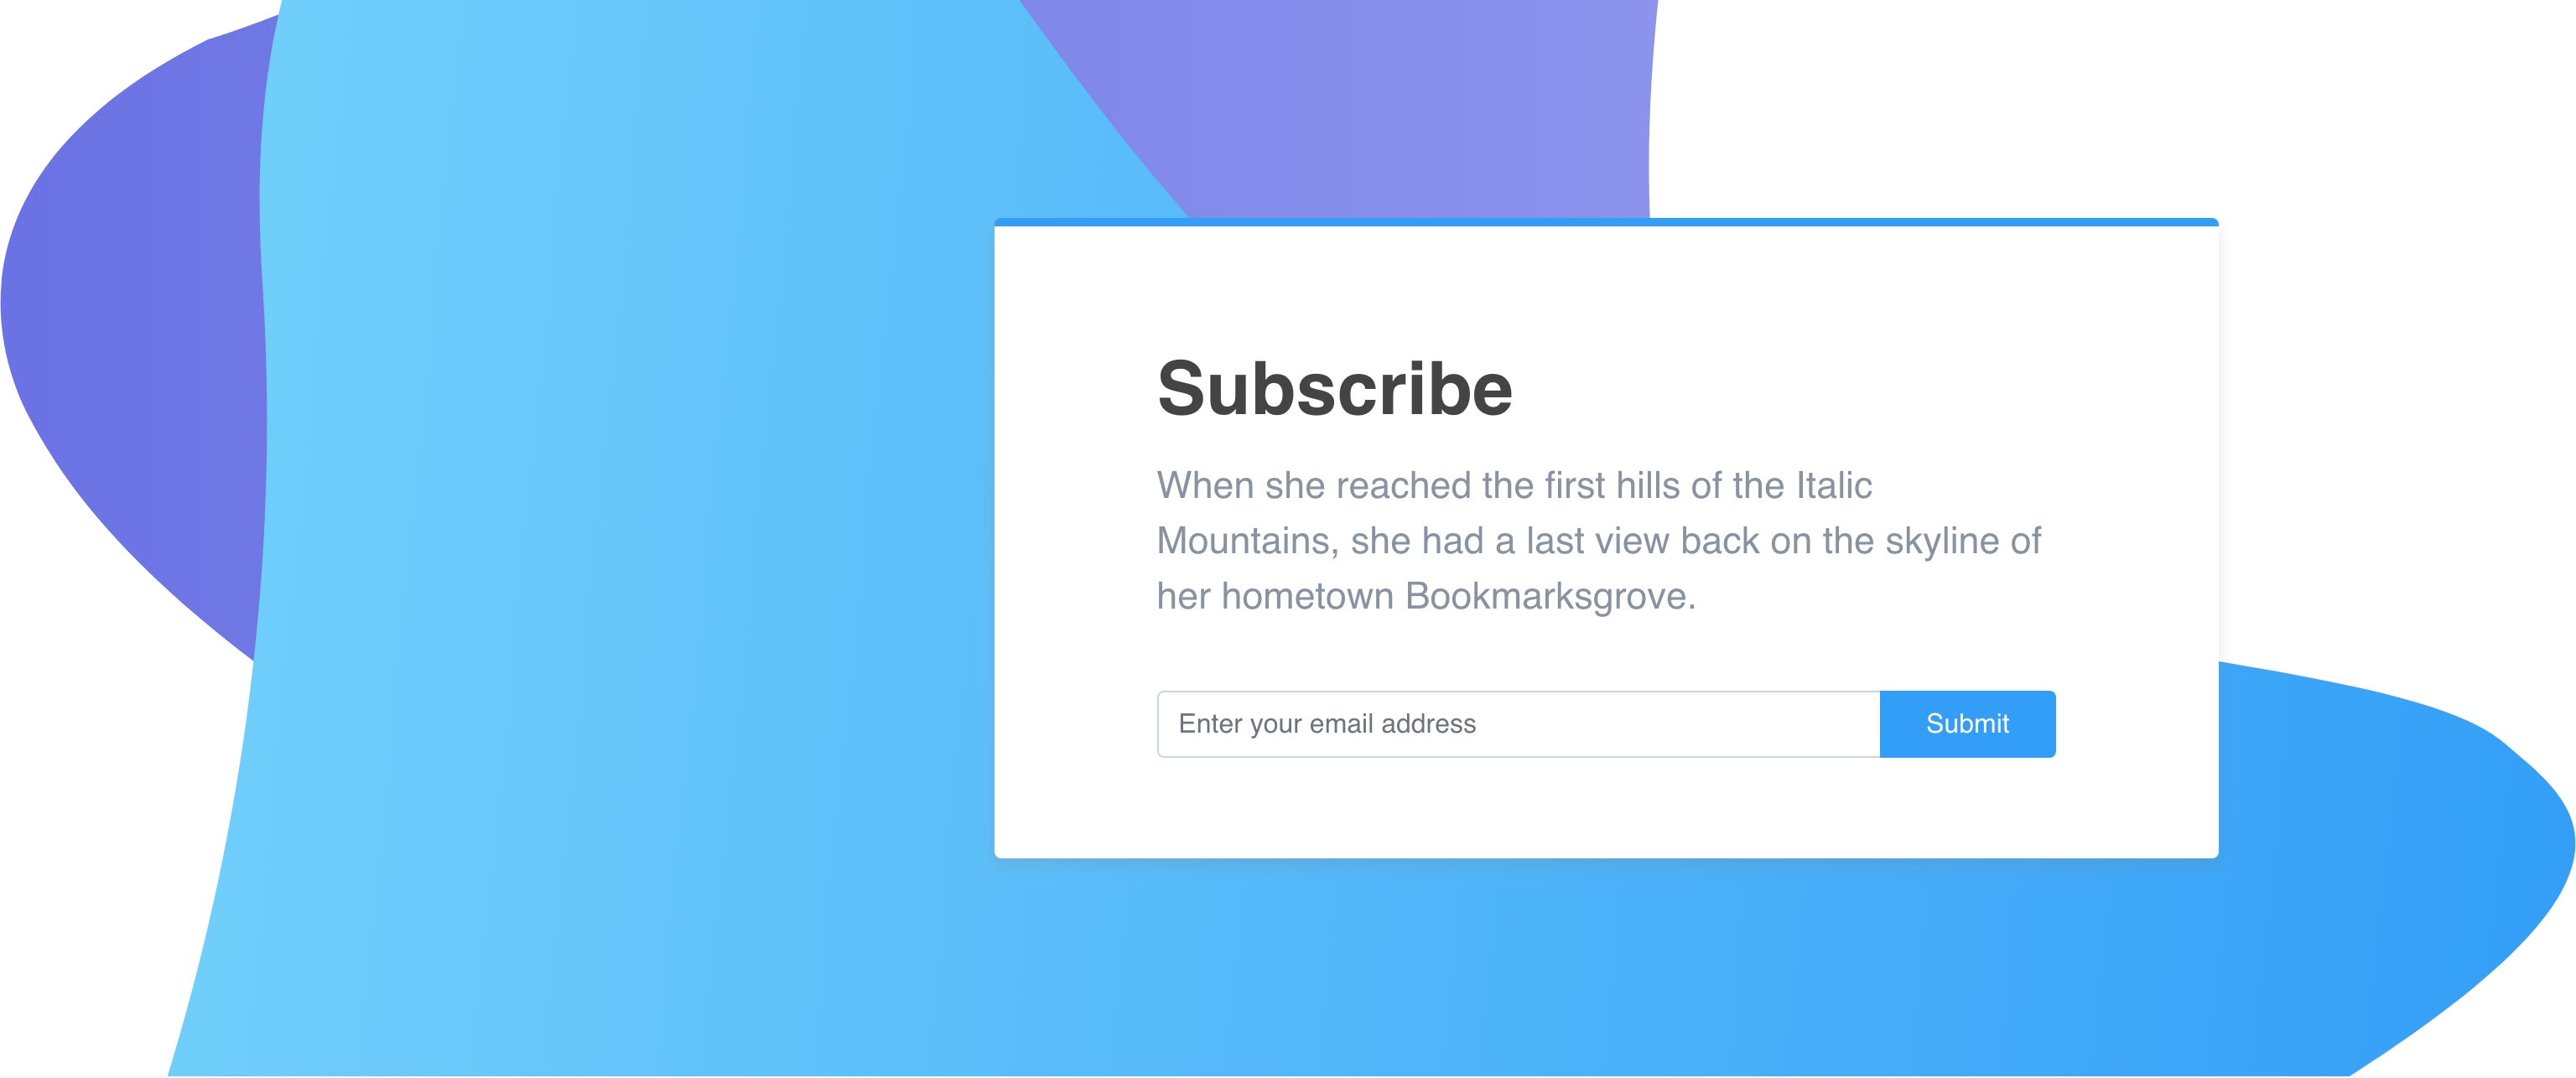 Subscribe
When she reached the first hills of the Italic
Mountains, she had a last view back on the skyline of
her hometown Bookmarksgrove.
Enter your email address
Submit